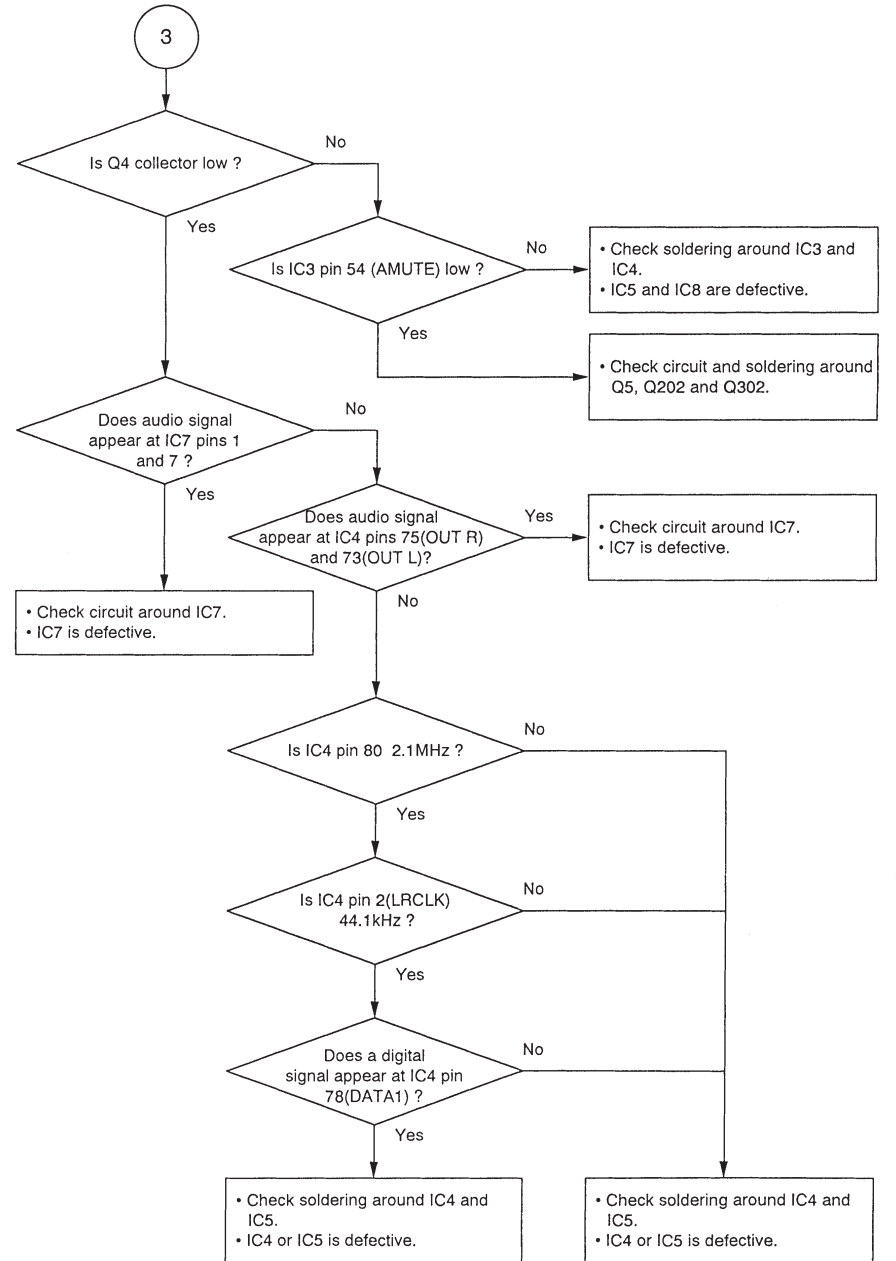 3
Is Q4 collector low ?
No
Yes
Is IC3 pin 54 (AMUTE) low ?
No
• Check soldering around IC3 and
IC4.
• IC5 and IC8 are defective.
Yes
• Check circuit and soldering around
Q5, Q202 and Q302.
Does audio signal
appear at IC7 pins 1
and 7 ?
No
Yes
• Check circuit around IC7.
• IC7 is defective.
Does audio signal
appear at IC4 pins 75(OUT R)
and 73(OUT L)?
Yes
• Check circuit around IC7.
• IC7 is defective.
No
Is IC4 pin 80 2.1MHz ?
No
Yes
Is IC4 pin 2(LRCLK)
44.1kHz ?
No
Yes
Does a digital
signal appear at IC4 pin
78(DATA1) ?
No
Yes
• Check soldering around IC4 and
IC5.
• IC4 or IC5 is defective.
• Check soldering around IC4 and
IC5.
• IC4 or IC5 is defective.